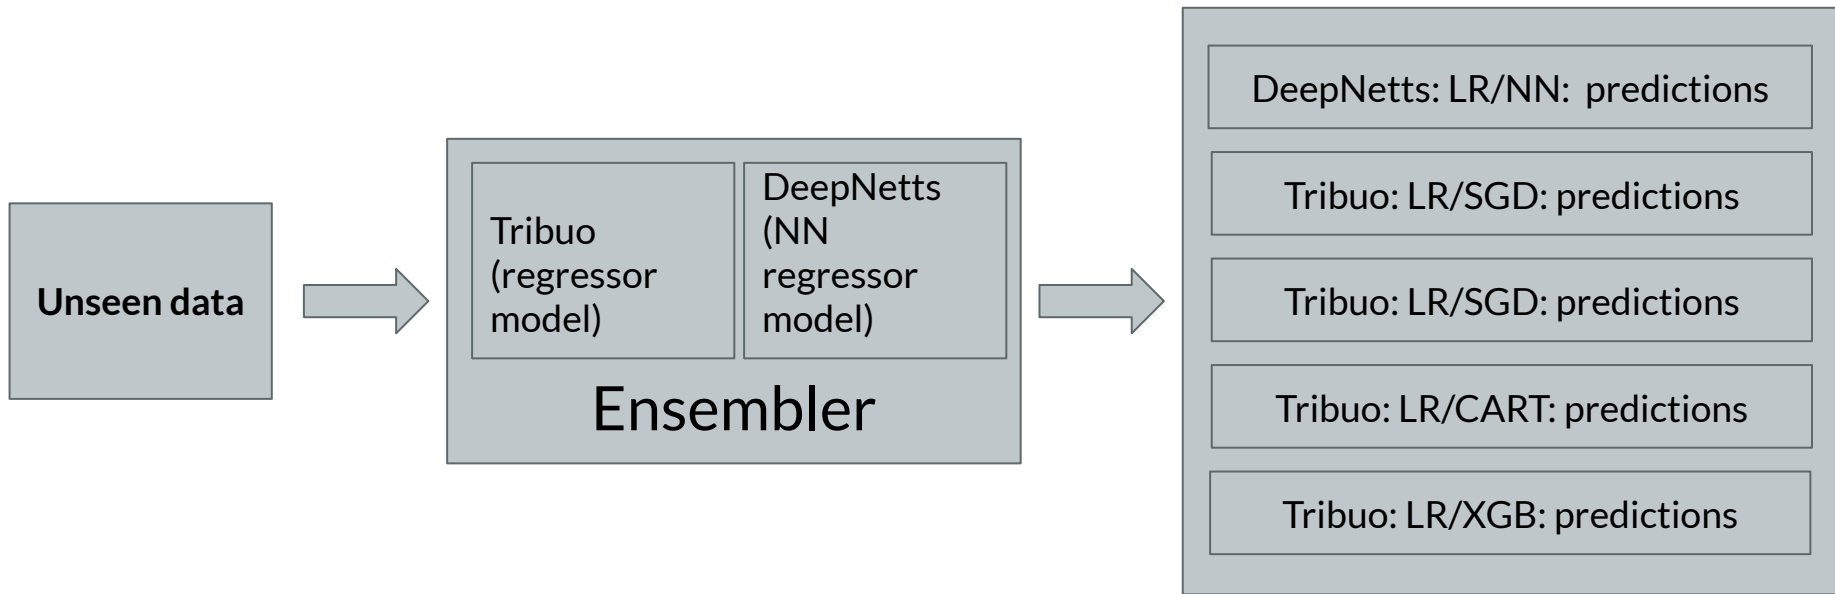 Unseen data
Tribuo
(regressor
model)
DeepNetts
(NN
regressor
model)
Ensembler
DeepNetts: LR/NN: predictions
Tribuo: LR/SGD: predictions
Tribuo: LR/SGD: predictions
Tribuo: LR/CART: predictions
Tribuo: LR/XGB: predictions